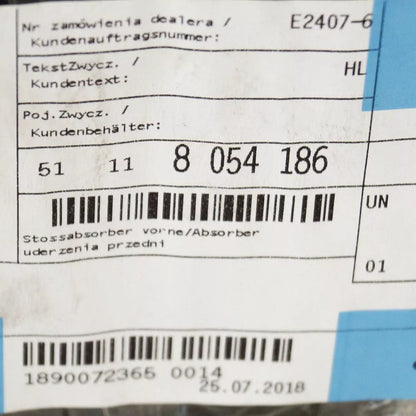 Nr zamówienia dealera /
Kundenauftragsnummer:
E2407-6
TekstZwycz. /
Kundentext:
HL
Poj.Zwycz. /
Kundenbehälter:
51 11 8 054 186
UN
Stossabsorber vorne/Absorber
uderzenia przedni
01
1890072365 0014
25.07.2018